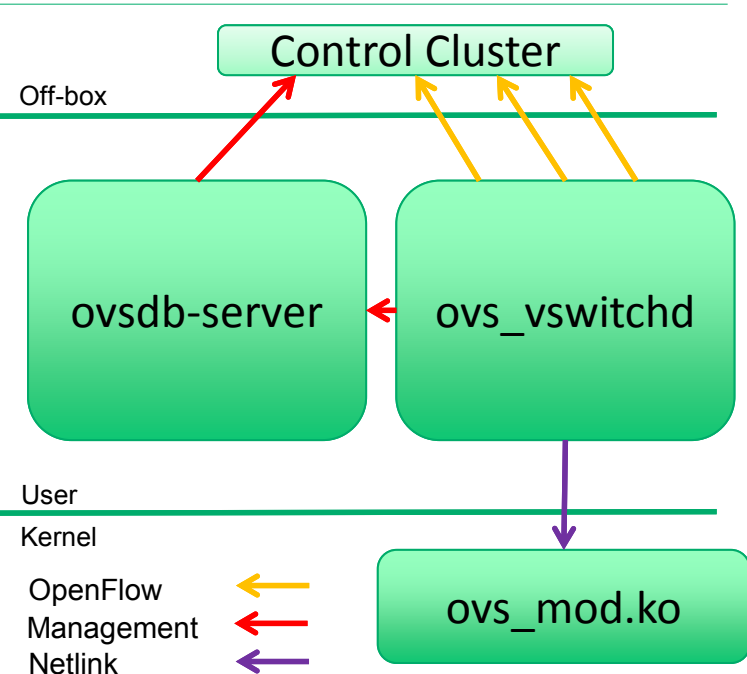 Control Cluster
Off-box
ovsdb-server
ovs_vswitchd
User
Kernel
OpenFlow
Management
Netlink
ovs_mod.ko